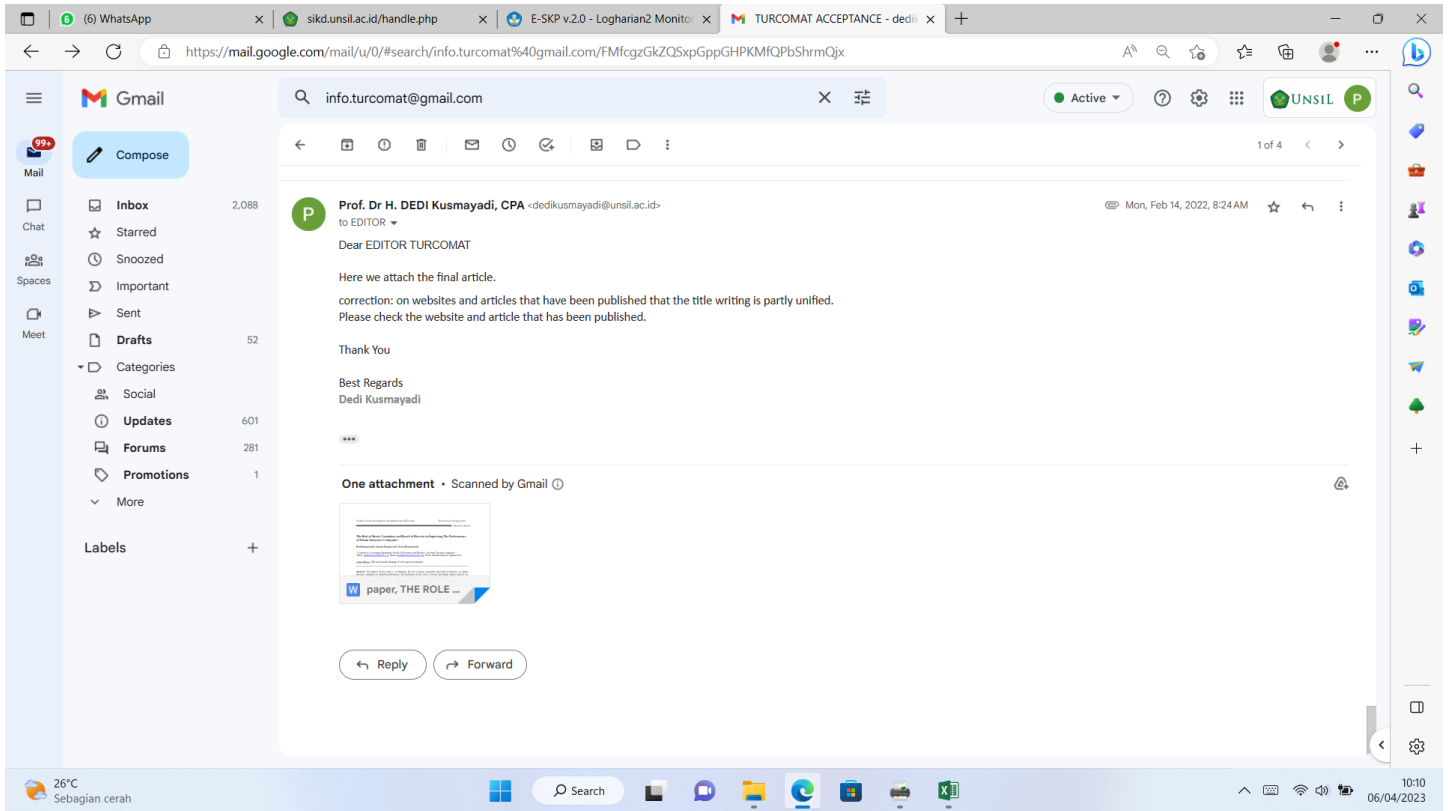 (6) WhatsApp
sikd.unsil.ac.id/handle.php
E-SKP v.2.0 - Logharian2 Monitor
TURCOMAT ACCEPTANCE - dedik
https://mail.google.com/mail/u/0/#search/info.turcomat%40gmail.com/FMfcgzGkZQSxpGppGHPKMfQPbShrmQjx
Gmail
info.turcomat@gmail.com
Active
UNSIL
P
99+
Mail
Chat
Spaces
Meet
Compose
Inbox 2,088
Starred
Snoozed
Important
Sent
Drafts 52
Categories
Social
Updates 601
Forums 281
Promotions 1
More
Labels
1 of 4
P
Prof. Dr H. DEDI Kusmayadi, CPA <dedikusmayadi@unsil.ac.id>
Mon, Feb 14, 2022, 8:24 AM
to EDITOR
Dear EDITOR TURCOMAT
Here we attach the final article.
correction: on websites and articles that have been published that the title writing is partly unified.
Please check the website and article that has been published.
Thank You
Best Regards
Dedi Kusmayadi
One attachment • Scanned by Gmail
W paper, THE ROLE ...
Reply
Forward
26°C
Sebagian cerah
Search
10:10
06/04/2023